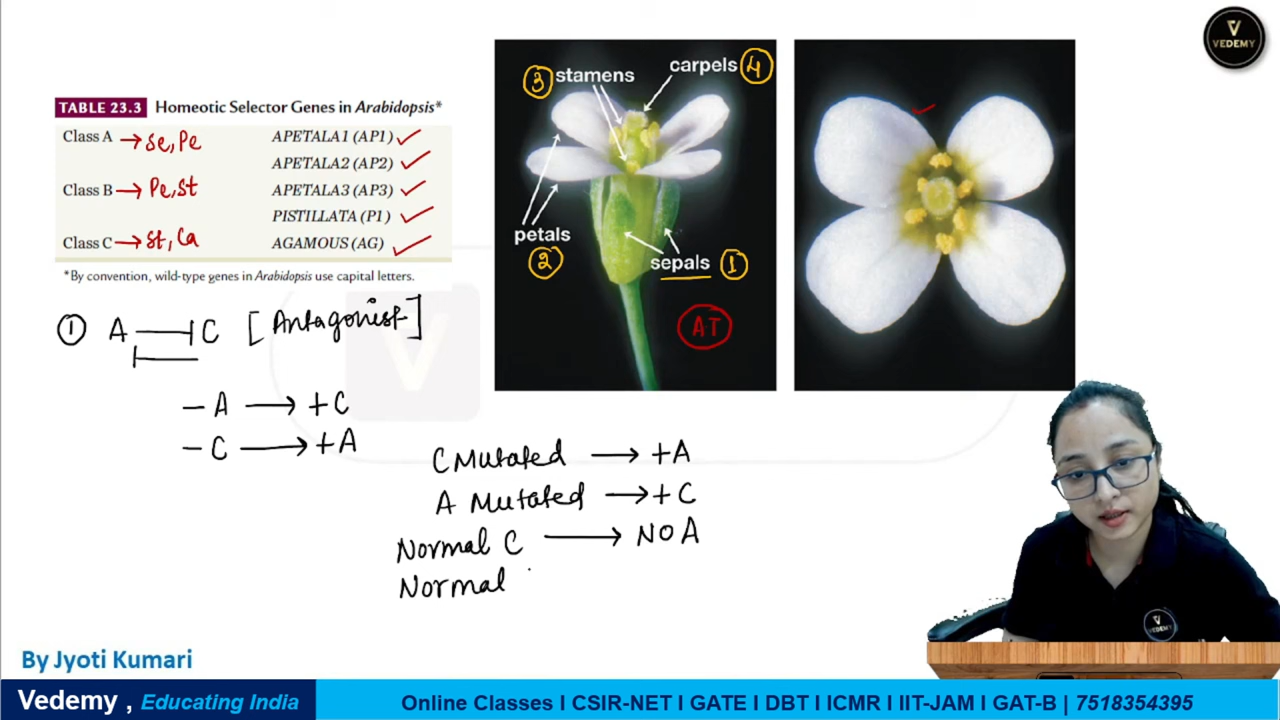 VEDEMY
TABLE 23.3 Homeotic Selector Genes in Arabidopsis*
Class A → Se, Pe APETALA1 (AP1) ✓
APETALA2 (AP2) ✓
Class B → Pe, St APETALA3 (AP3) ✓
PISTILLATA (P1) ✓
Class C → St, Ca AGAMOUS (AG) ✓
*By convention, wild-type genes in Arabidopsis use capital letters.
③ stamens
carpels ④
petals
②
sepals ①
AT
① A C [Antagonist]
– A → + C
– C → + A
C Mutated → + A
A Mutated → + C
Normal C → NO A
Normal
VEDEMY
By Jyoti Kumari
Vedemy , Educating India
Online Classes I CSIR-NET I GATE I DBT I ICMR I IIT-JAM I GAT-B | 7518354395